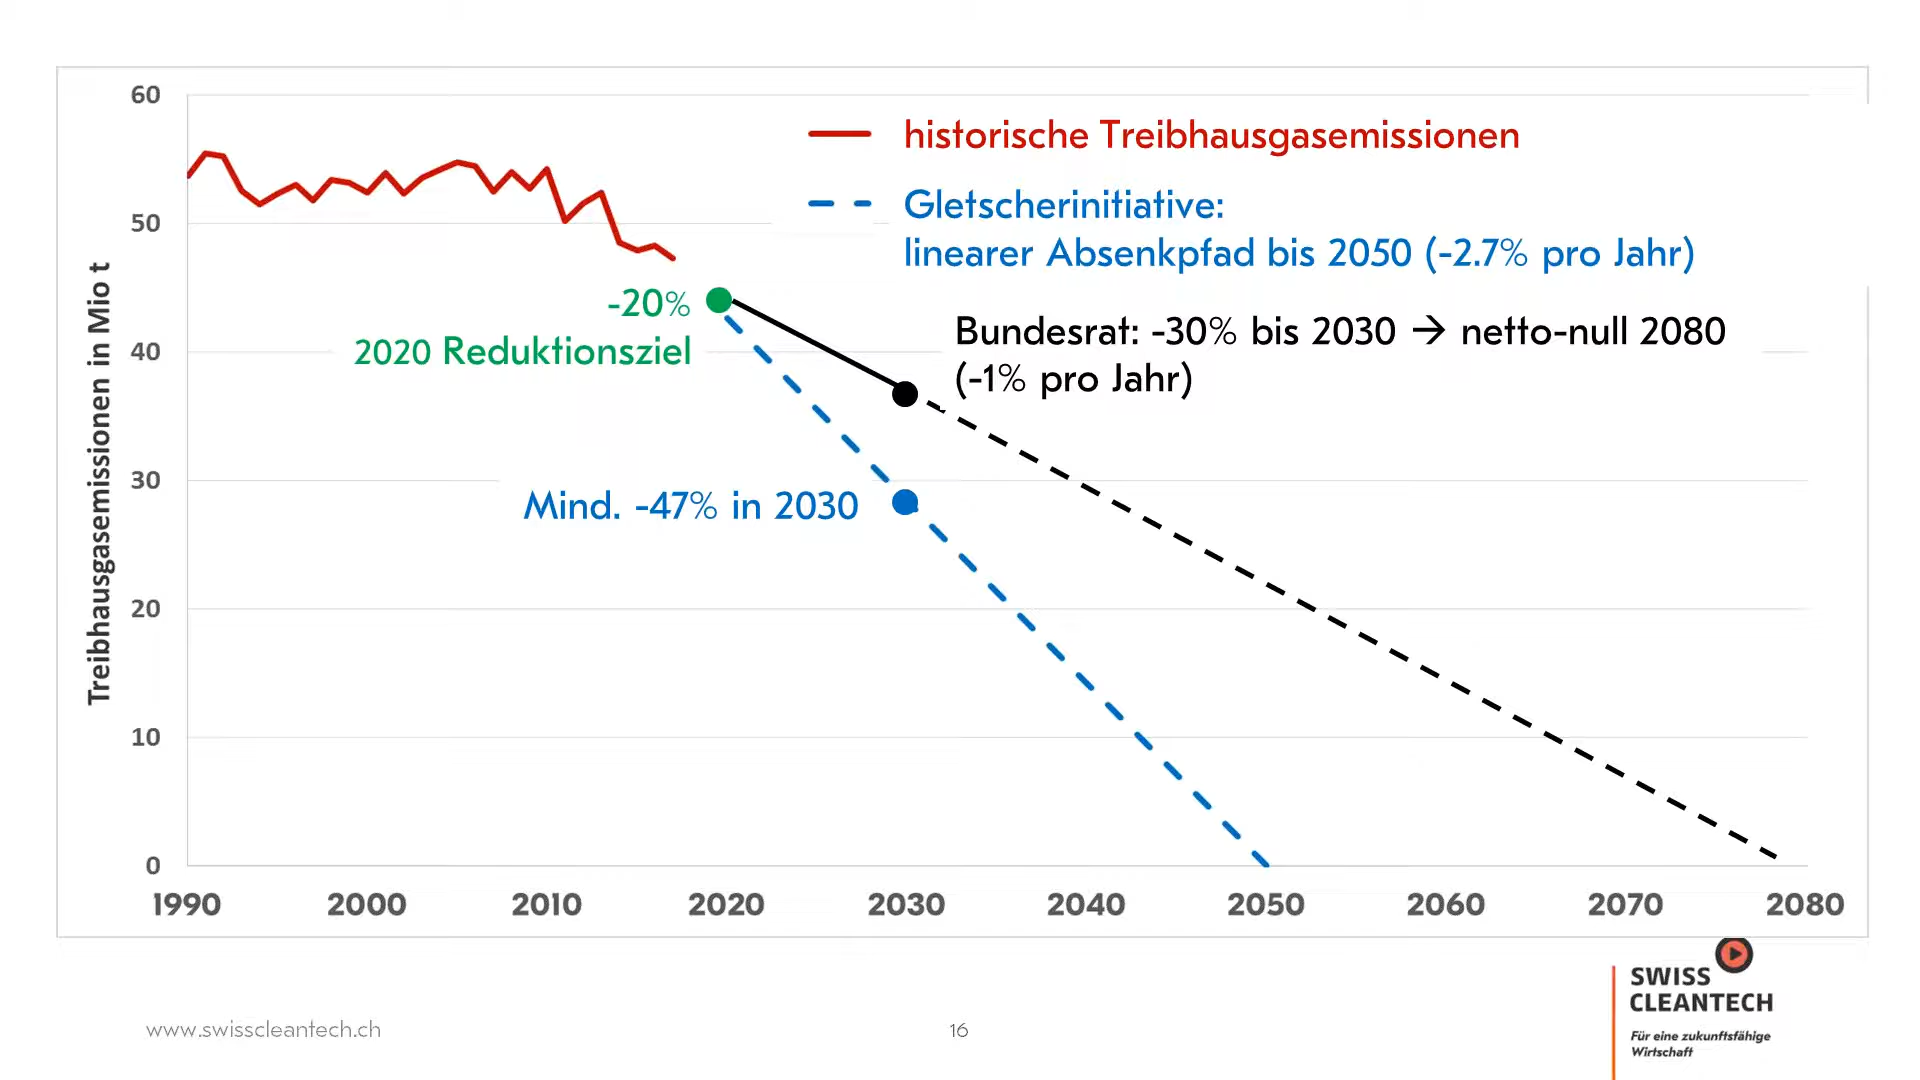 60
historische Treibhausgasemissionen
Gletscherinitiative:
50
linearer Absenkpfad bis 2050 (-2.7% pro Jahr)
-20%
2020 Reduktionsziel
Bundesrat: -30% bis 2030 → netto-null 2080
(-1% pro Jahr)
40
30
Mind. -47% in 2030
20
10
0
Treibhausgasemissionen in Mio t
1990 2000 2010 2020 2030 2040 2050 2060 2070 2080
SWISS
CLEANTECH
Für eine zukunftsfähige
Wirtschaft
www.swisscleantech.ch
16